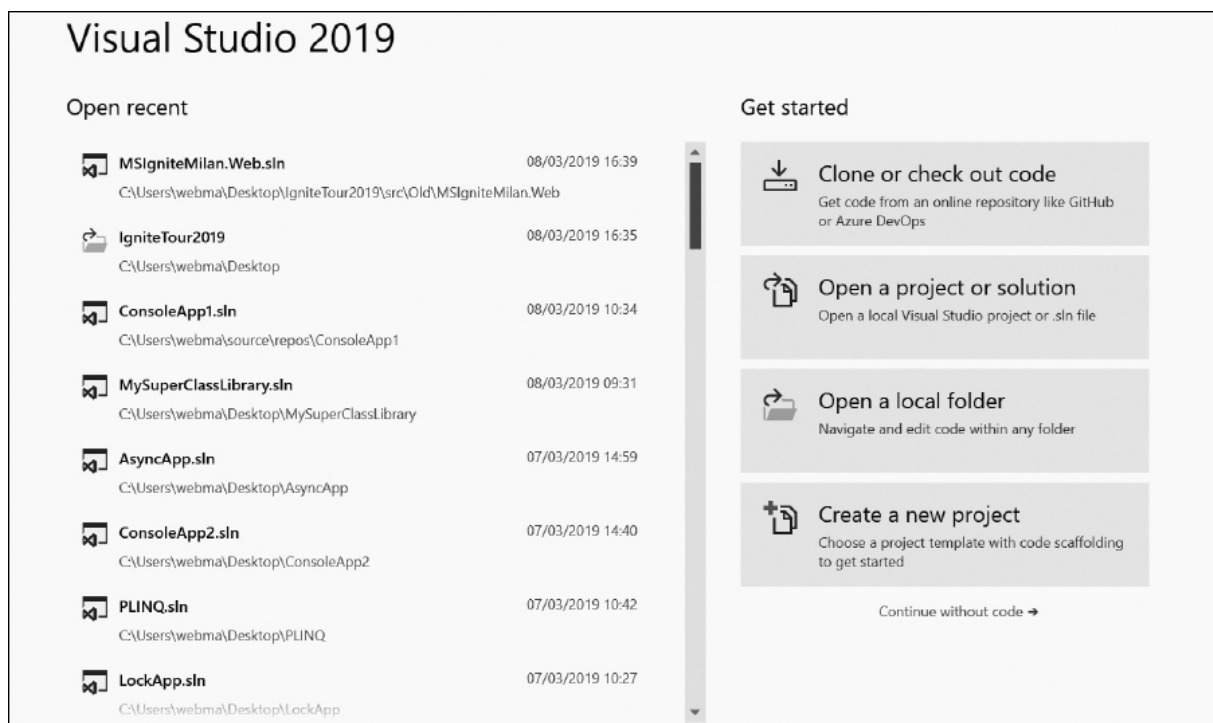 Visual Studio 2019
Open recent
MSIgniteMilan.Web.sln 08/03/2019 16:39
C:\Users\webma\Desktop\IgniteTour2019\src\Old\MSIgniteMilan.Web
IgniteTour2019 08/03/2019 16:35
C:\Users\webma\Desktop
ConsoleApp1.sln 08/03/2019 10:34
C:\Users\webma\source\repos\ConsoleApp1
MySuperClassLibrary.sln 08/03/2019 09:31
C:\Users\webma\Desktop\MySuperClassLibrary
AsyncApp.sln 07/03/2019 14:59
C:\Users\webma\Desktop\AsyncApp
ConsoleApp2.sln 07/03/2019 14:40
C:\Users\webma\Desktop\ConsoleApp2
PLINQ.sln 07/03/2019 10:42
C:\Users\webma\Desktop\PLINQ
LockApp.sln 07/03/2019 10:27
C:\Users\webma\Desktop\LockApp
Get started
Clone or check out code
Get code from an online repository like GitHub
or Azure DevOps
Open a project or solution
Open a local Visual Studio project or .sln file
Open a local folder
Navigate and edit code within any folder
Create a new project
Choose a project template with code scaffolding
to get started
Continue without code →